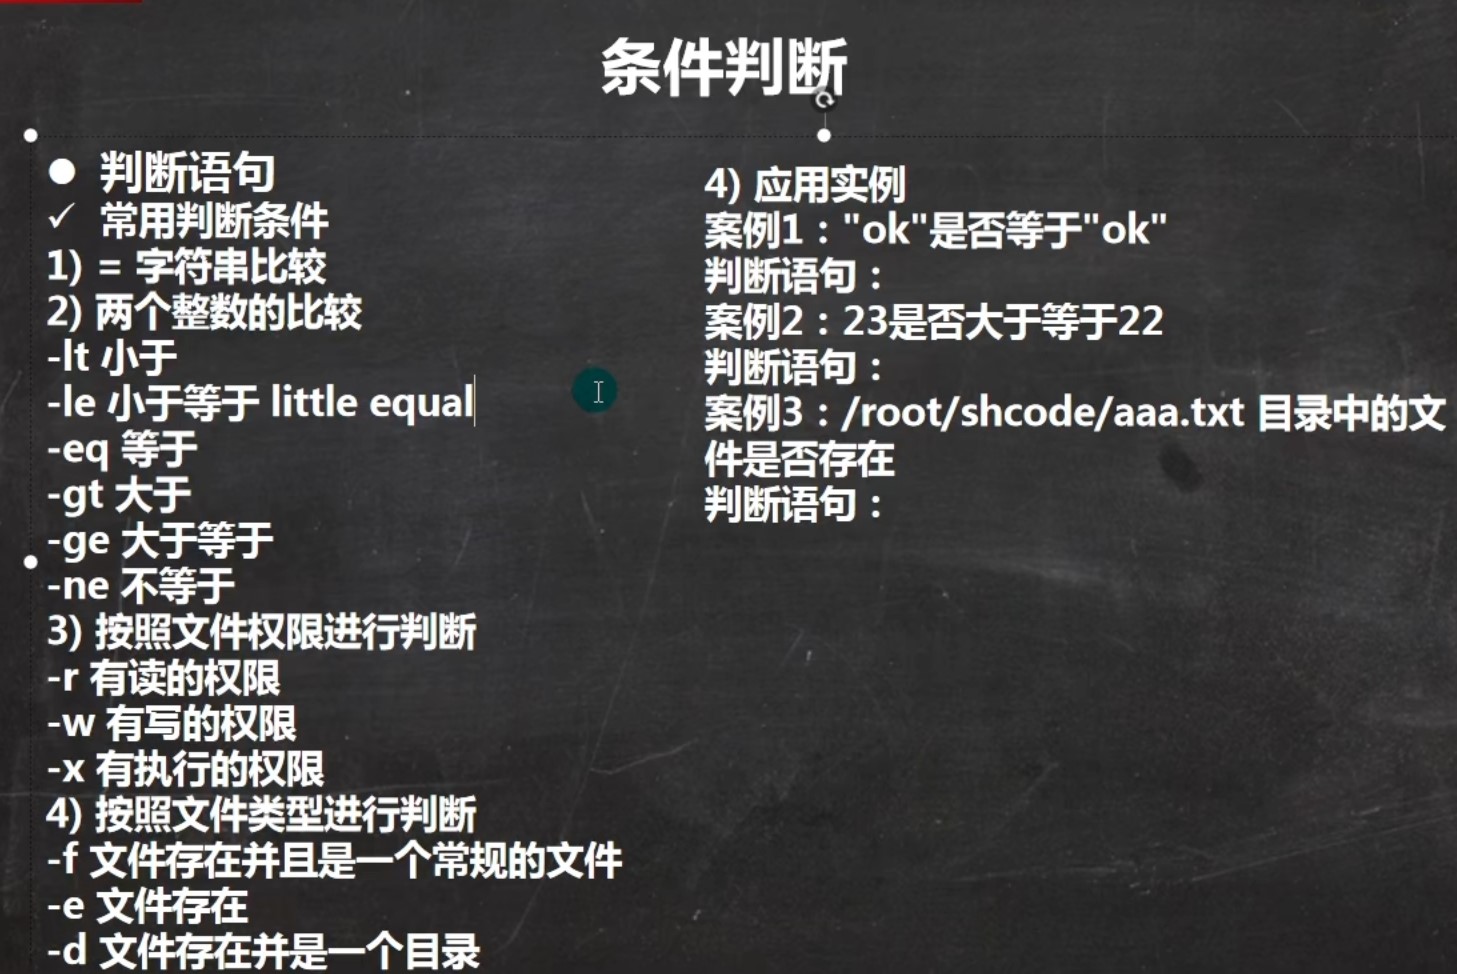 条件判断
● 判断语句
✓ 常用判断条件
1) = 字符串比较
2) 两个整数的比较
-lt 小于
-le 小于等于 little equal
-eq 等于
-gt 大于
-ge 大于等于
-ne 不等于
3) 按照文件权限进行判断
-r 有读的权限
-w 有写的权限
-x 有执行的权限
4) 按照文件类型进行判断
-f 文件存在并且是一个常规的文件
-e 文件存在
-d 文件存在并是一个目录
4) 应用实例
案例1："ok"是否等于"ok"
判断语句：
案例2：23是否大于等于22
判断语句：
案例3：/root/shcode/aaa.txt 目录中的文
件是否存在
判断语句：